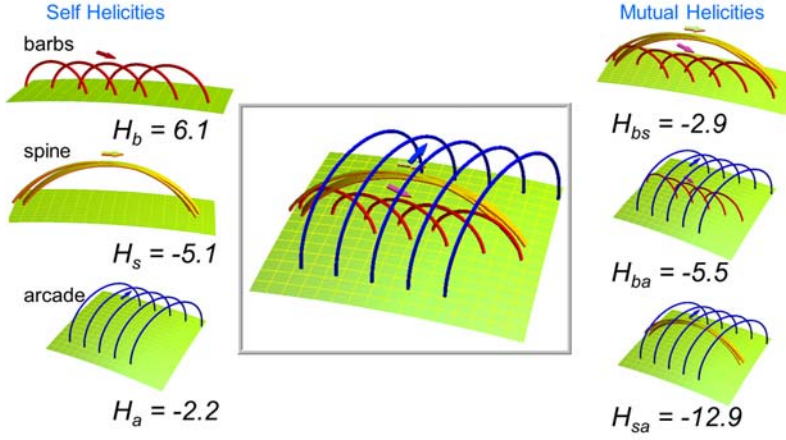 Self Helicities
barbs
H_b = 6.1
spine
H_s = -5.1
arcade
H_a = -2.2
Mutual Helicities
H_bs = -2.9
H_ba = -5.5
H_sa = -12.9